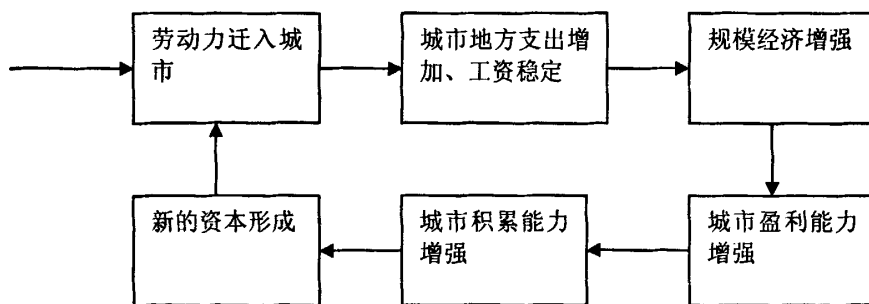 劳动力迁入城
市
城市地方支出增
加、工资稳定
规模经济增强
新的资本形成
城市积累能力
增强
城市盈利能力
增强